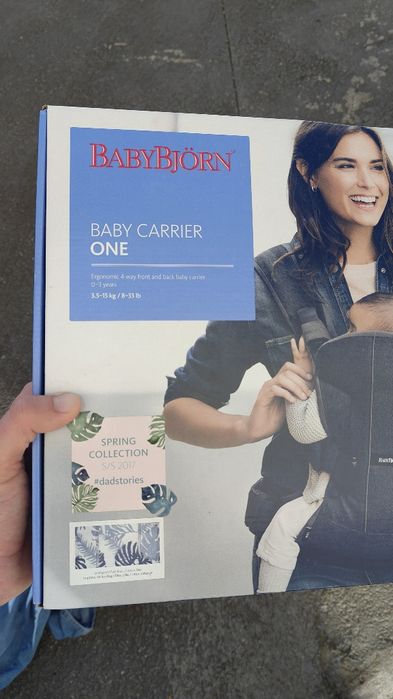 BABYBJÖRN
BABY CARRIER
ONE
Ergonomic 4-way front and back baby carrier
0-3 years
3.5-15 kg / 8-33 lb
SPRING
COLLECTION
S/S 2017
#dadstories